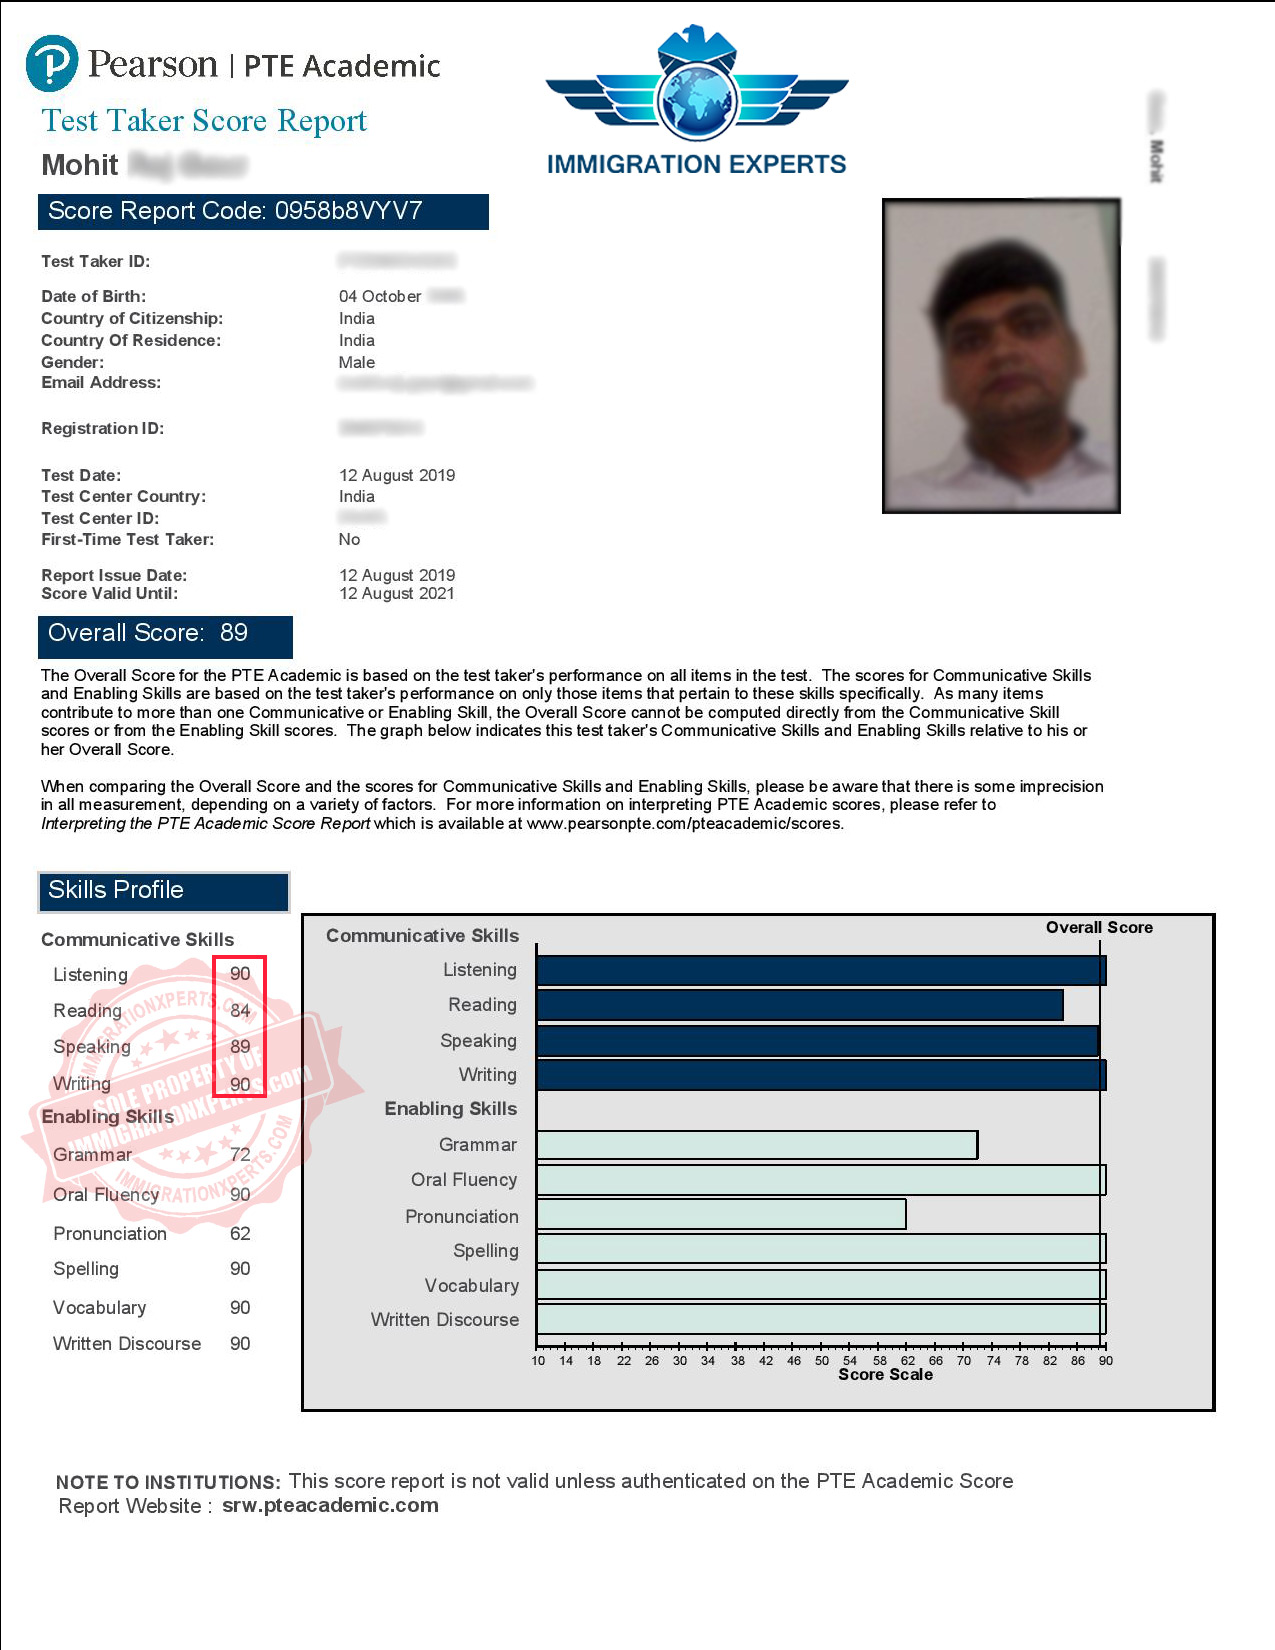 Pearson | PTE Academic
Test Taker Score Report
IMMIGRATION EXPERTS
Mohit
Mohit
Score Report Code: 0958b8VYV7
Test Taker ID:
Date of Birth: 04 October
Country of Citizenship: India
Country Of Residence: India
Gender: Male
Email Address:
Registration ID:
Test Date: 12 August 2019
Test Center Country: India
Test Center ID:
First-Time Test Taker: No
Report Issue Date: 12 August 2019
Score Valid Until: 12 August 2021
Overall Score: 89
The Overall Score for the PTE Academic is based on the test taker's performance on all items in the test. The scores for Communicative Skills
and Enabling Skills are based on the test taker's performance on only those items that pertain to these skills specifically. As many items
contribute to more than one Communicative or Enabling Skill, the Overall Score cannot be computed directly from the Communicative Skill
scores or from the Enabling Skill scores. The graph below indicates this test taker's Communicative Skills and Enabling Skills relative to his or
her Overall Score.
When comparing the Overall Score and the scores for Communicative Skills and Enabling Skills, please be aware that there is some imprecision
in all measurement, depending on a variety of factors. For more information on interpreting PTE Academic scores, please refer to
Interpreting the PTE Academic Score Report which is available at www.pearsonpte.com/pteacademic/scores.
Skills Profile
Communicative Skills
Listening 90
Reading 84
Speaking 89
Writing 90
Enabling Skills
Grammar 72
Oral Fluency 90
Pronunciation 62
Spelling 90
Vocabulary 90
Written Discourse 90
IMMIGRATIONXPERTS.COM
SOLE PROPERTY OF
IMMIGRATIONXPERTS.com
IMMIGRATIONXPERTS.COM
Overall Score
Communicative Skills
Listening
Reading
Speaking
Writing
Enabling Skills
Grammar
Oral Fluency
Pronunciation
Spelling
Vocabulary
Written Discourse
10 14 18 22 26 30 34 38 42 46 50 54 58 62 66 70 74 78 82 86 90
Score Scale
NOTE TO INSTITUTIONS: This score report is not valid unless authenticated on the PTE Academic Score
Report Website : srw.pteacademic.com